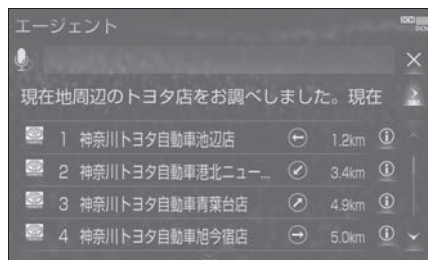 エージェント
現在地周辺のトヨタ店をお調べしました。現在
1 神奈川トヨタ自動車池辺店 1.2km
2 神奈川トヨタ自動車港北ニュー... 3.4km
3 神奈川トヨタ自動車青葉台店 4.9km
4 神奈川トヨタ自動車旭今宿店 5.0km